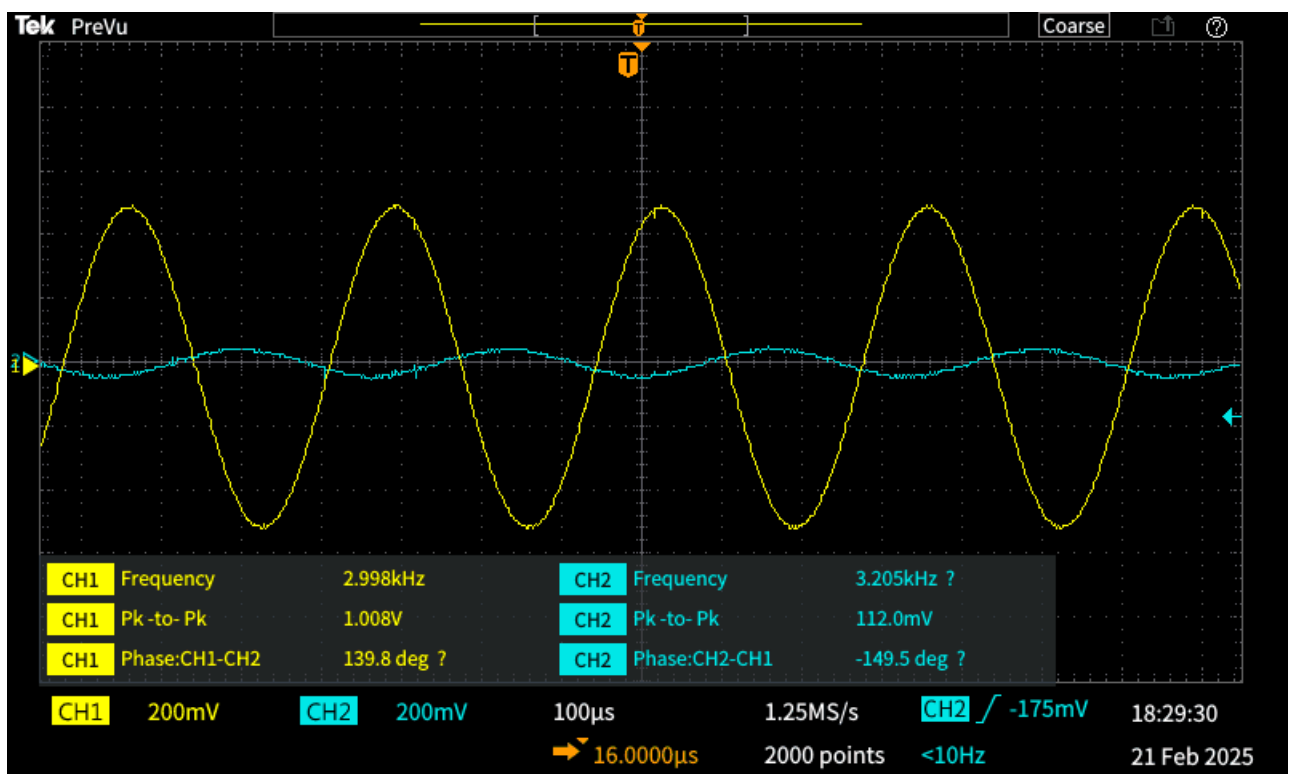 Tek PreVu Coarse
T
T
2
1
CH1 Frequency 2.998kHz CH2 Frequency 3.205kHz ?
CH1 Pk -to- Pk 1.008V CH2 Pk -to- Pk 112.0mV
CH1 Phase:CH1-CH2 139.8 deg ? CH2 Phase:CH2-CH1 -149.5 deg ?
CH1 200mV CH2 200mV 100µs 1.25MS/s CH2 -175mV 18:29:30
16.0000µs 2000 points <10Hz 21 Feb 2025